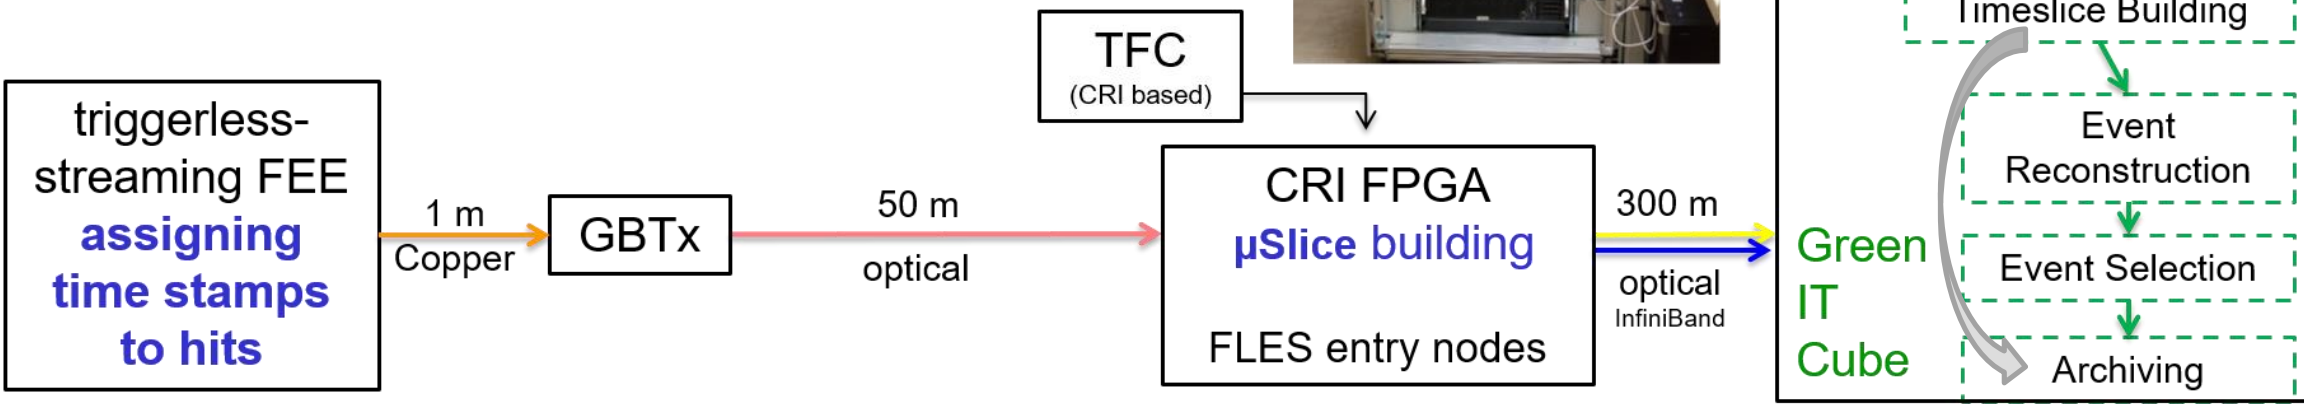 triggerless-
streaming FEE
assigning
time stamps
to hits
1 m
Copper
GBTx
50 m
optical
TFC
(CRI based)
CRI FPGA
µSlice building
FLES entry nodes
300 m
optical
InfiniBand
Green
IT
Cube
Timeslice Building
Event
Reconstruction
Event Selection
Archiving